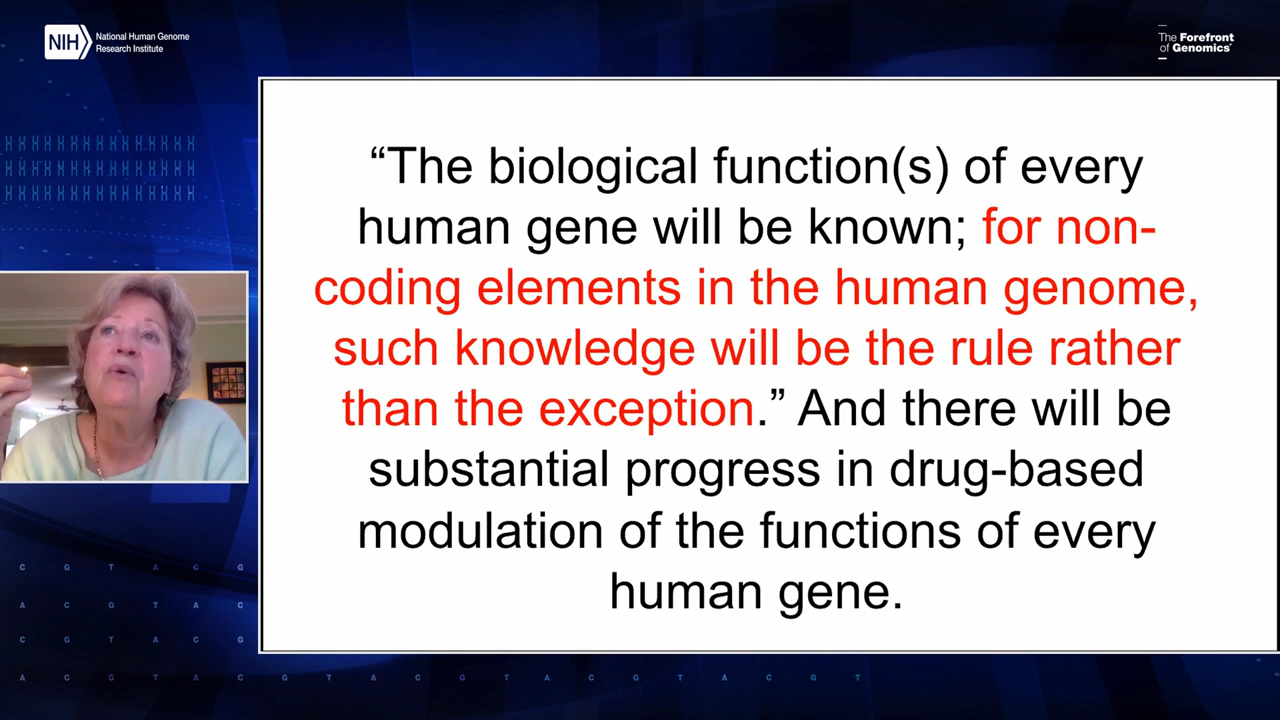 NIH
National Human Genome
Research Institute
The Forefront
of Genomics®
“The biological function(s) of every
human gene will be known; for non-
coding elements in the human genome,
such knowledge will be the rule rather
than the exception.” And there will be
substantial progress in drug-based
modulation of the functions of every
human gene.
C G T A C G
A C G T A C
C G T A C G
A C G T A C G T A C G T A C G T A C G T